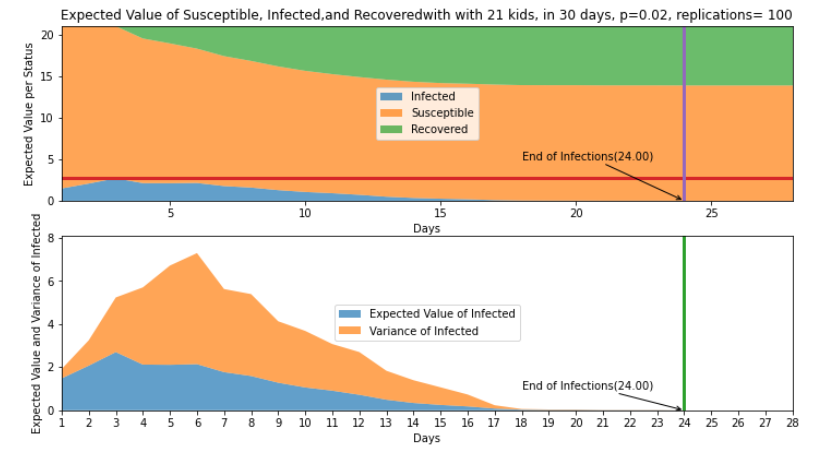 Expected Value of Susceptible, Infected,and Recoveredwith with 21 kids, in 30 days, p=0.02, replications= 100
Expected Value per Status
20
15
10
5
0
Infected
Susceptible
Recovered
End of Infections(24.00)
5
10
15
20
25
Days
Expected Value and Variance of Infected
8
6
4
2
0
Expected Value of Infected
Variance of Infected
End of Infections(24.00)
1 2 3 4 5 6 7 8 9 10 11 12 13 14 15 16 17 18 19 20 21 22 23 24 25 26 27 28
Days